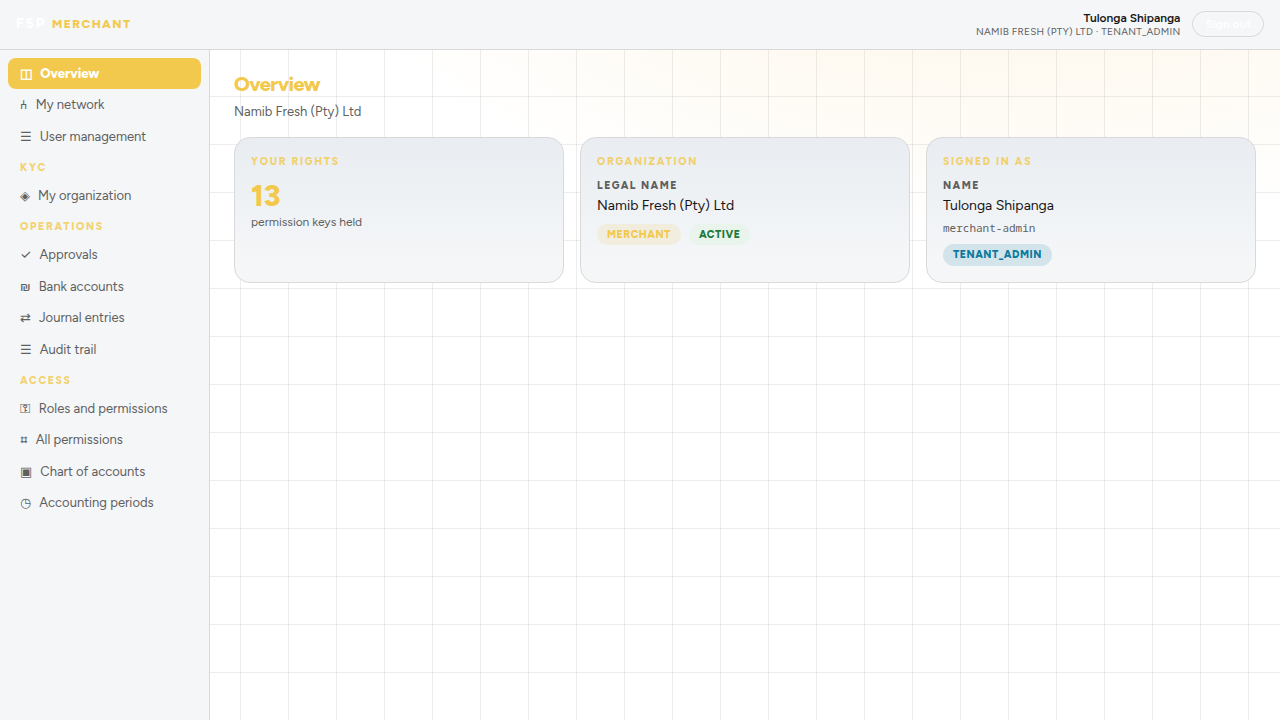 FSP MERCHANT
Tulonga Shipanga
NAMIB FRESH (PTY) LTD · TENANT_ADMIN
Sign out
Overview
My network
User management
KYC
My organization
OPERATIONS
Approvals
Bank accounts
Journal entries
Audit trail
ACCESS
Roles and permissions
All permissions
Chart of accounts
Accounting periods
Overview
Namib Fresh (Pty) Ltd
YOUR RIGHTS
13
permission keys held
ORGANIZATION
LEGAL NAME
Namib Fresh (Pty) Ltd
MERCHANT ACTIVE
SIGNED IN AS
NAME
Tulonga Shipanga
merchant-admin
TENANT_ADMIN